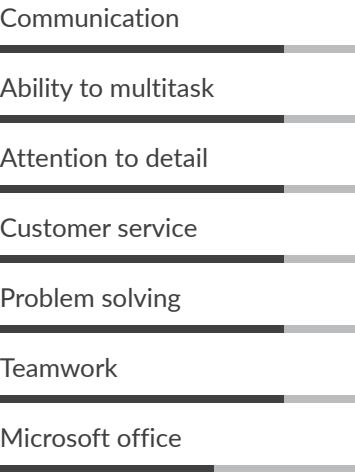 Communication
Ability to multitask
Attention to detail
Customer service
Problem solving
Teamwork
Microsoft office